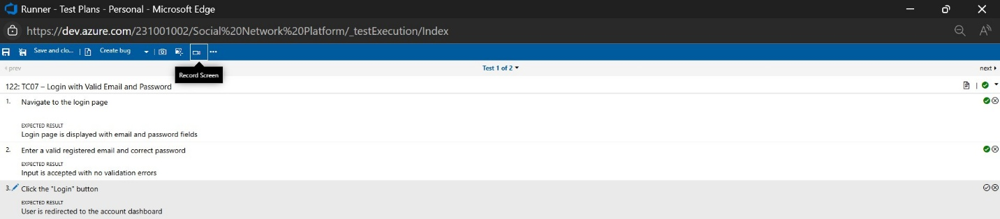 Runner - Test Plans - Personal - Microsoft Edge
https://dev.azure.com/231001002/Social%20Network%20Platform/_testExecution/Index
Save and clo... | Create bug |
prev
Test 1 of 2
next
Record Screen
122: TC07 – Login with Valid Email and Password
1. Navigate to the login page
EXPECTED RESULT
Login page is displayed with email and password fields
2. Enter a valid registered email and correct password
EXPECTED RESULT
Input is accepted with no validation errors
3. Click the "Login" button
EXPECTED RESULT
User is redirected to the account dashboard